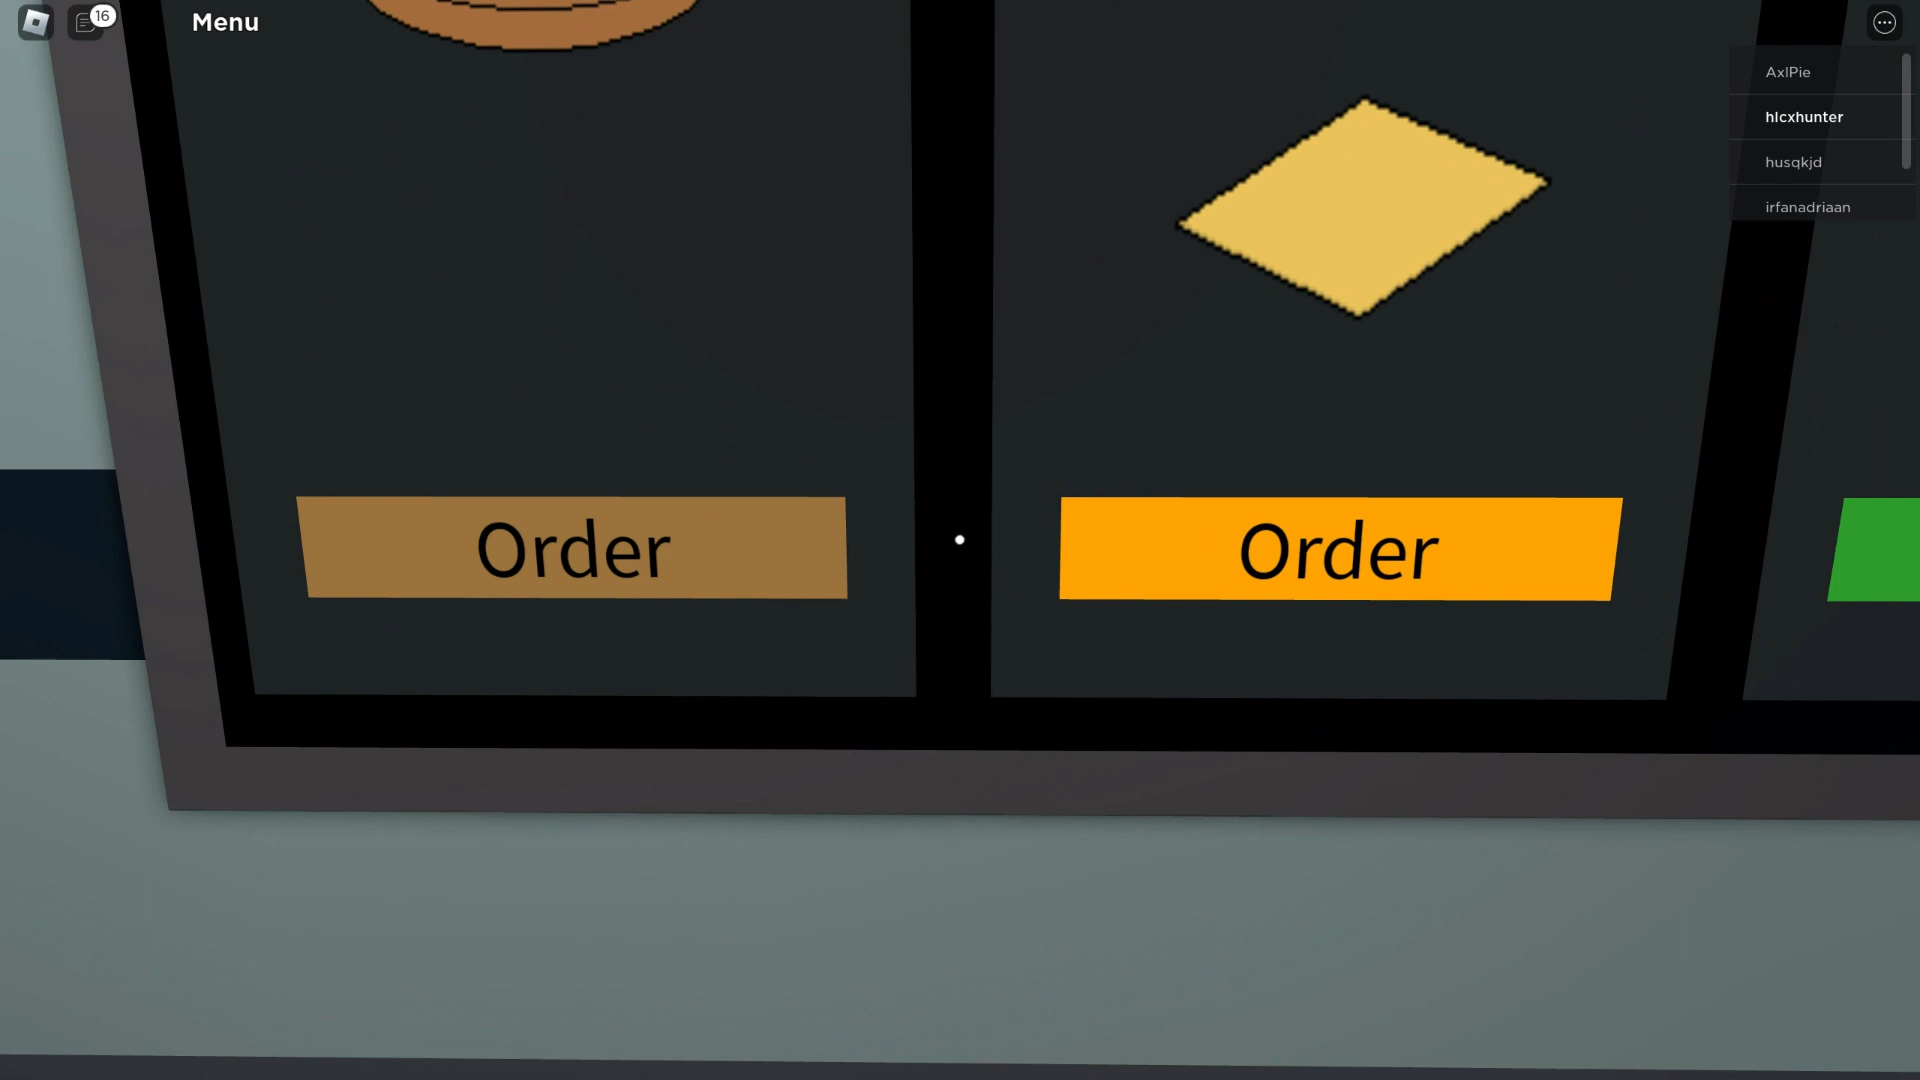 16
Menu
AxlPie
hlcxhunter
husqkjd
irfanadriaan
Order
Order